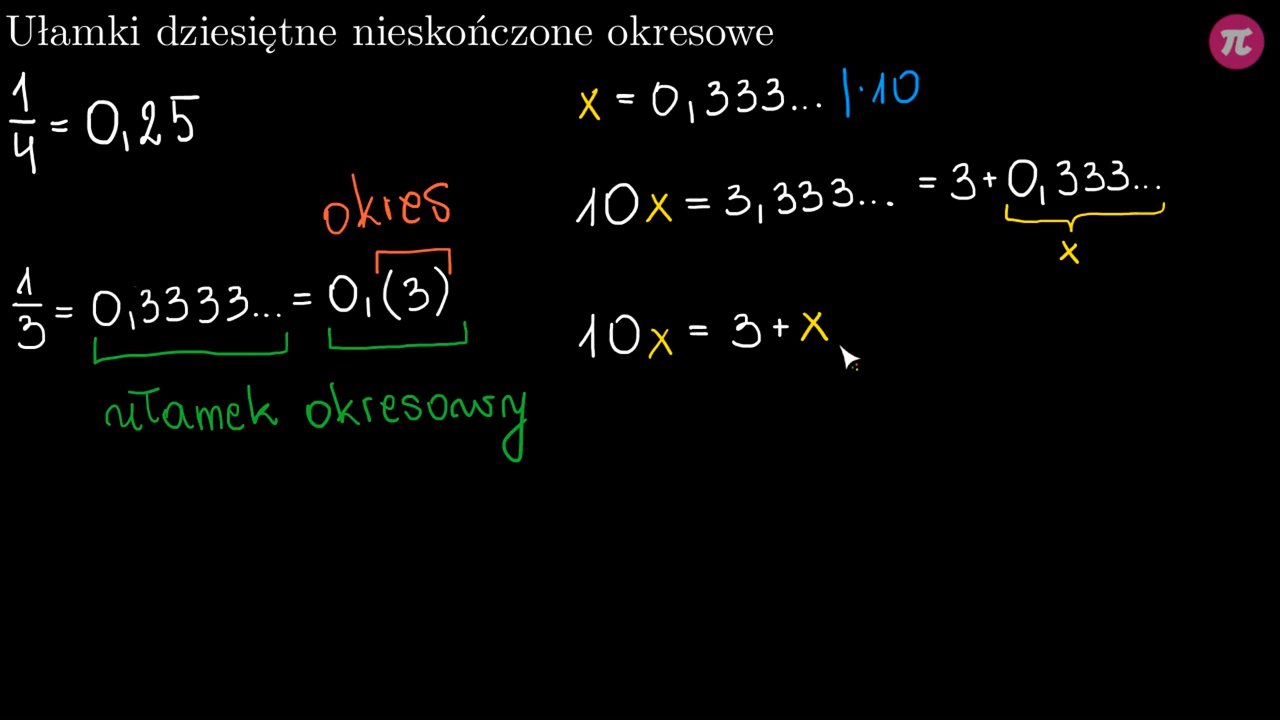 Ułamki dziesiętne nieskończone okresowe
π
1/4 = 0,25
okres
1/3 = 0,3333... = 0,(3)
ułamek okresowy
x = 0,333... |·10
10x = 3,333... = 3+0,333...
x
10x = 3 + x